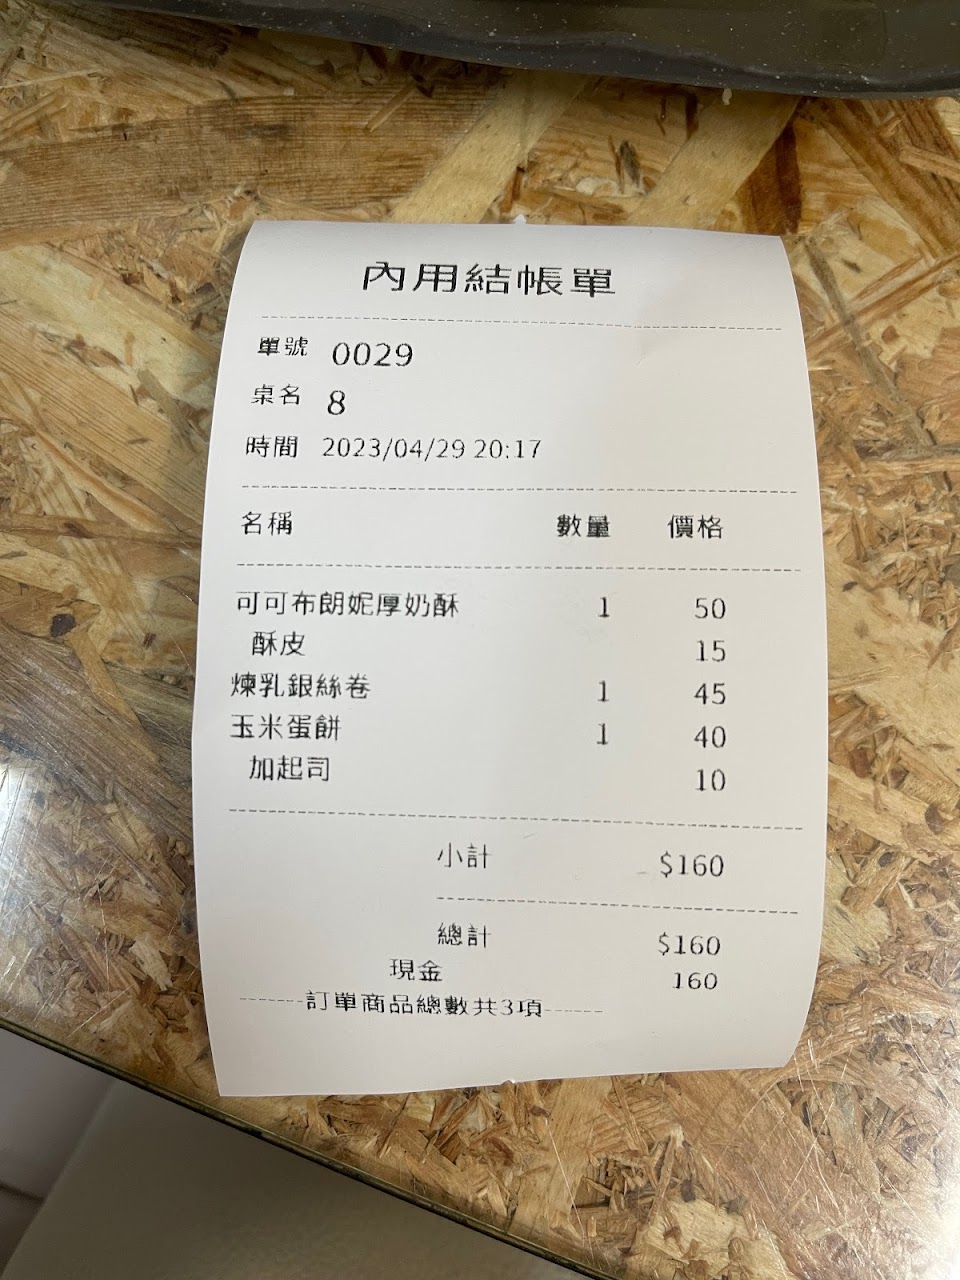 內用結帳單
單號 0029
桌名 8
時間 2023/04/29 20:17
名稱 數量 價格
可可布朗妮厚奶酥 1 50
酥皮 15
煉乳銀絲卷 1 45
玉米蛋餅 1 40
加起司 10
小計 $160
總計 $160
現金 160
-------訂單商品總數共3項------